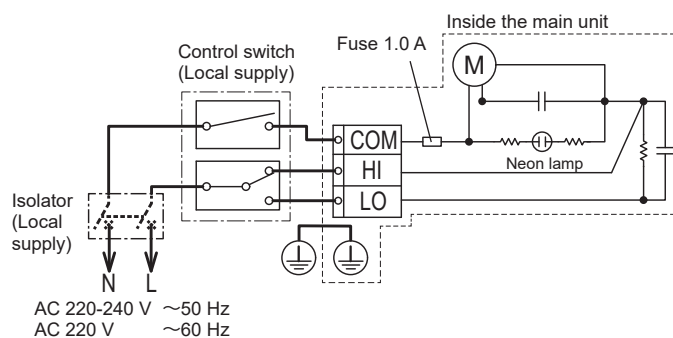 Inside the main unit
Fuse 1.0 A
Control switch
(Local supply)
M
COM
HI
LO
Neon lamp
Isolator
(Local
supply)
N L
AC 220-240 V ～50 Hz
AC 220 V ～60 Hz